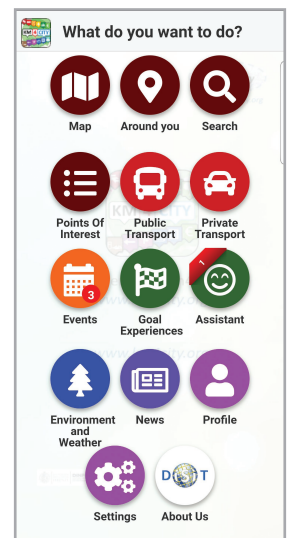 What do you want to do?
Map
Around you
Search
Points Of
Interest
Public
Transport
Private
Transport
3
Events
Goal
Experiences
1
Assistant
Environment
and
Weather
News
Profile
Settings
DSIT
About Us